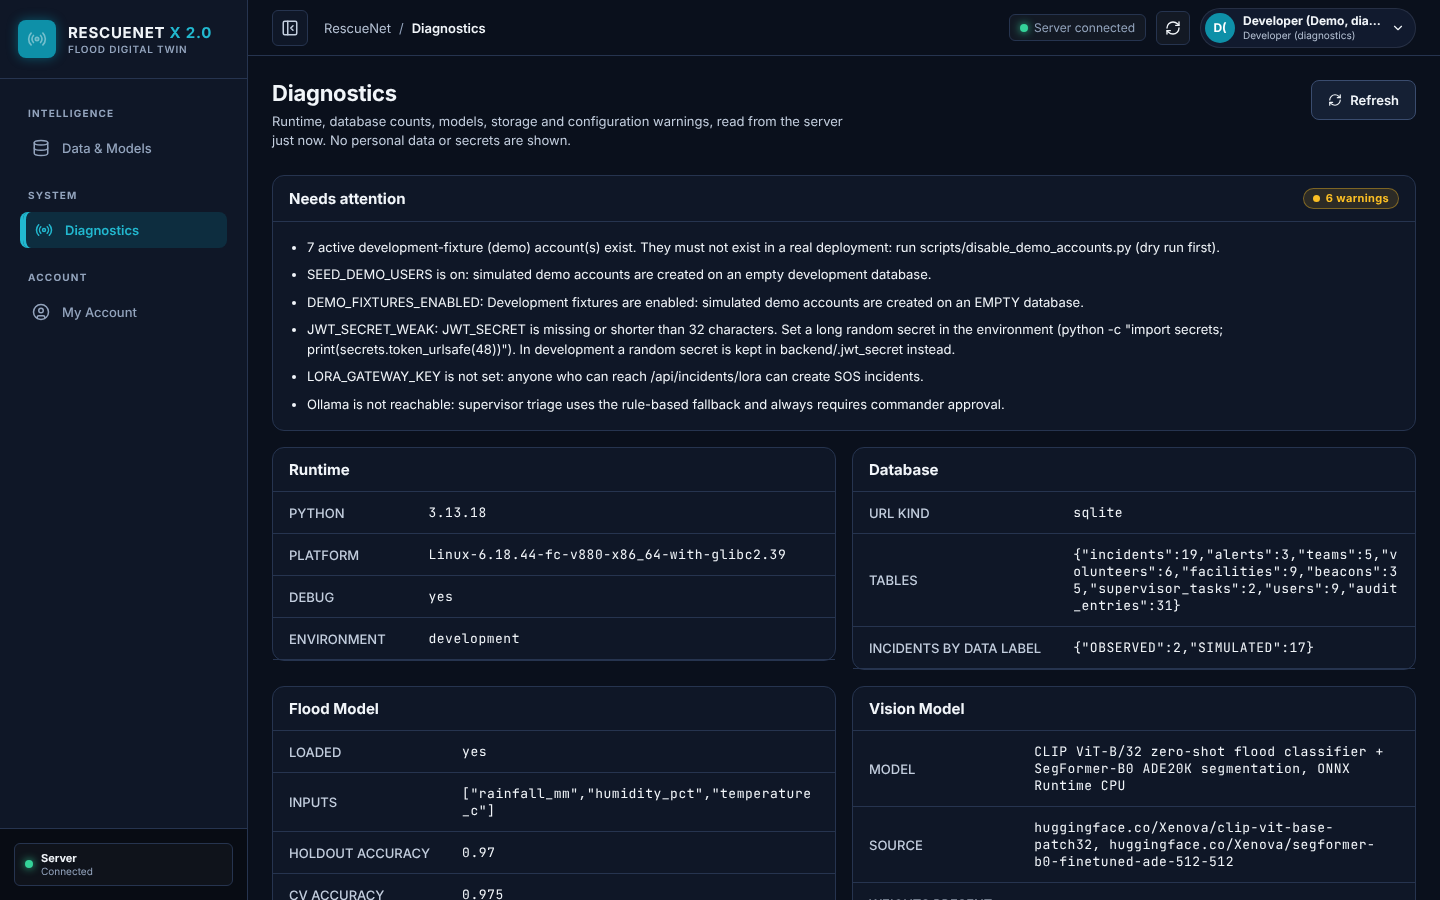 RESCUENET X 2.0
FLOOD DIGITAL TWIN
INTELLIGENCE
Data & Models
SYSTEM
Diagnostics
ACCOUNT
My Account
Server
Connected
RescueNet / Diagnostics
Server connected
D(
Developer (Demo, dia...
Developer (diagnostics)
Diagnostics
Runtime, database counts, models, storage and configuration warnings, read from the server
just now. No personal data or secrets are shown.
Refresh
Needs attention
6 warnings
• 7 active development-fixture (demo) account(s) exist. They must not exist in a real deployment: run scripts/disable_demo_accounts.py (dry run first).
• SEED_DEMO_USERS is on: simulated demo accounts are created on an empty development database.
• DEMO_FIXTURES_ENABLED: Development fixtures are enabled: simulated demo accounts are created on an EMPTY database.
• JWT_SECRET_WEAK: JWT_SECRET is missing or shorter than 32 characters. Set a long random secret in the environment (python -c "import secrets;
print(secrets.token_urlsafe(48))"). In development a random secret is kept in backend/.jwt_secret instead.
• LORA_GATEWAY_KEY is not set: anyone who can reach /api/incidents/lora can create SOS incidents.
• Ollama is not reachable: supervisor triage uses the rule-based fallback and always requires commander approval.
Runtime
PYTHON 3.13.18
PLATFORM Linux-6.18.44-fc-v880-x86_64-with-glibc2.39
DEBUG yes
ENVIRONMENT development
Database
URL KIND sqlite
TABLES
{"incidents":19,"alerts":3,"teams":5,"v
olunteers":6,"facilities":9,"beacons":3
5,"supervisor_tasks":2,"users":9,"audit
_entries":31}
INCIDENTS BY DATA LABEL {"OBSERVED":2,"SIMULATED":17}
Flood Model
LOADED yes
INPUTS
["rainfall_mm","humidity_pct","temperature
_c"]
HOLDOUT ACCURACY 0.97
CV ACCURACY 0.975
Vision Model
MODEL
CLIP ViT-B/32 zero-shot flood classifier +
SegFormer-B0 ADE20K segmentation, ONNX
Runtime CPU
SOURCE
huggingface.co/Xenova/clip-vit-base-
patch32, huggingface.co/Xenova/segformer-
b0-finetuned-ade-512-512